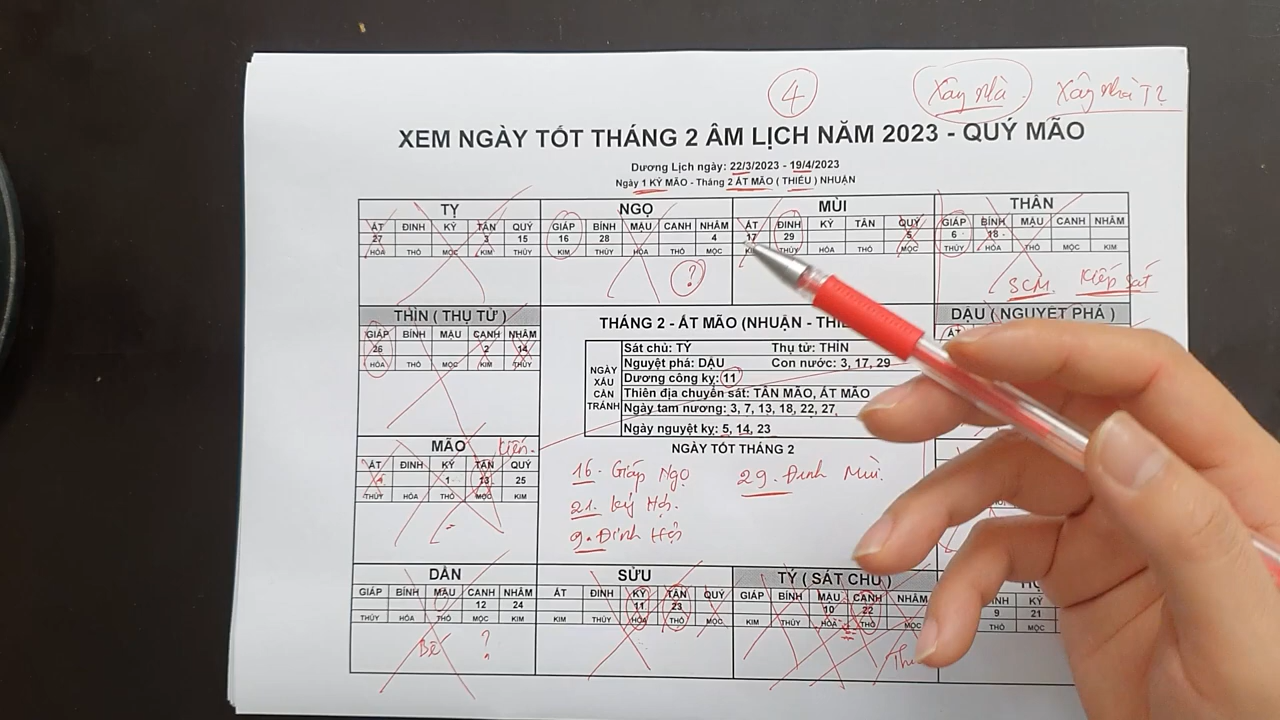 4 Xây nhà. Xây nhà T2
XEM NGÀY TỐT THÁNG 2 ÂM LỊCH NĂM 2023 - QUÝ MÃO
Dương Lịch ngày: 22/3/2023 - 19/4/2023
Ngày 1 KỶ MÃO - Tháng 2 ẤT MÃO ( THIẾU ) NHUẬN
TỴ
ẤT ĐINH KỶ TÂN QUÝ
27 3 15
HỎA THỔ MỘC KIM THỦY
NGỌ
GIÁP BÍNH MẬU CANH NHÂM
16 28 4
KIM THỦY HỎA THỔ MỘC
?
MÙI
ẤT ĐINH KỶ TÂN QUÝ
17 29 5
KIM THỦY HỎA THỔ MỘC
THÂN
GIÁP BÍNH MẬU CANH NHÂM
6 18
THỦY HỎA THỔ MỘC KIM
SCM. Kiếp sát
THÌN ( THỤ TỬ )
GIÁP BÍNH MẬU CANH NHÂM
26 2 14
HỎA THỔ MỘC KIM THỦY
THÁNG 2 - ẤT MÃO (NHUẬN -
NGÀY XẤU CẦN TRÁNH
Sát chủ: TÝ Thụ tử: THÌN
Nguyệt phá: DẬU Con nước: 3, 17, 29
Dương công kỵ: 11
Thiên địa chuyển sát: TÂN MÃO, ẤT MÃO
Ngày tam nương: 3, 7, 13, 18, 22, 27,
Ngày nguyệt kỵ: 5, 14, 23
DẬU ( NGUYỆT PHÁ )
MÃO
ẤT ĐINH KỶ TÂN QUÝ
1 13 25
THỦY HỎA THỔ MỘC KIM
NGÀY TỐT THÁNG 2
16. Giáp Ngọ 29. Đinh Mùi.
21. Kỷ Hợi.
9. Đinh Hợi
DẦN
GIÁP BÍNH MẬU CANH NHÂM
12 24
THỦY HỎA THỔ MỘC KIM
Bế ?
SỬU
ẤT ĐINH KỶ TÂN QUÝ
11 23
KIM THỦY HỎA THỔ MỘC
TÝ ( SÁT CHỦ )
GIÁP BÍNH MẬU CANH NHÂM
10 22
KIM THỦY HỎA THỔ MỘC
KỶ
9 21
THỔ MỘC